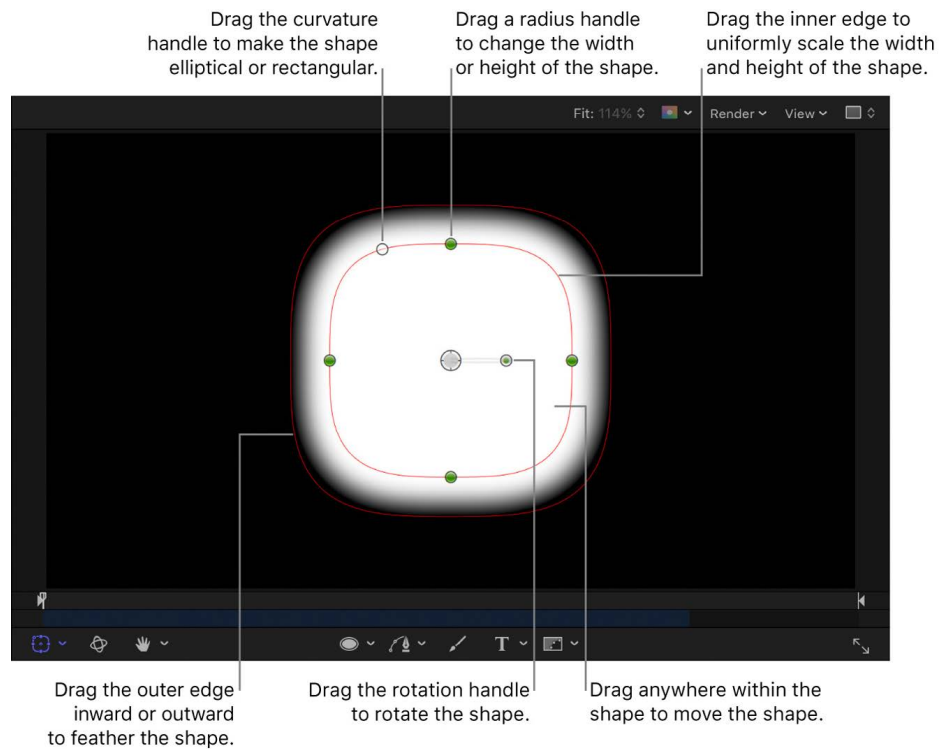 Drag the curvature
handle to make the shape
elliptical or rectangular.
Drag a radius handle
to change the width
or height of the shape.
Drag the inner edge to
uniformly scale the width
and height of the shape.
Fit: 114%
Render
View
T
Drag the outer edge
inward or outward
to feather the shape.
Drag the rotation handle
to rotate the shape.
Drag anywhere within the
shape to move the shape.